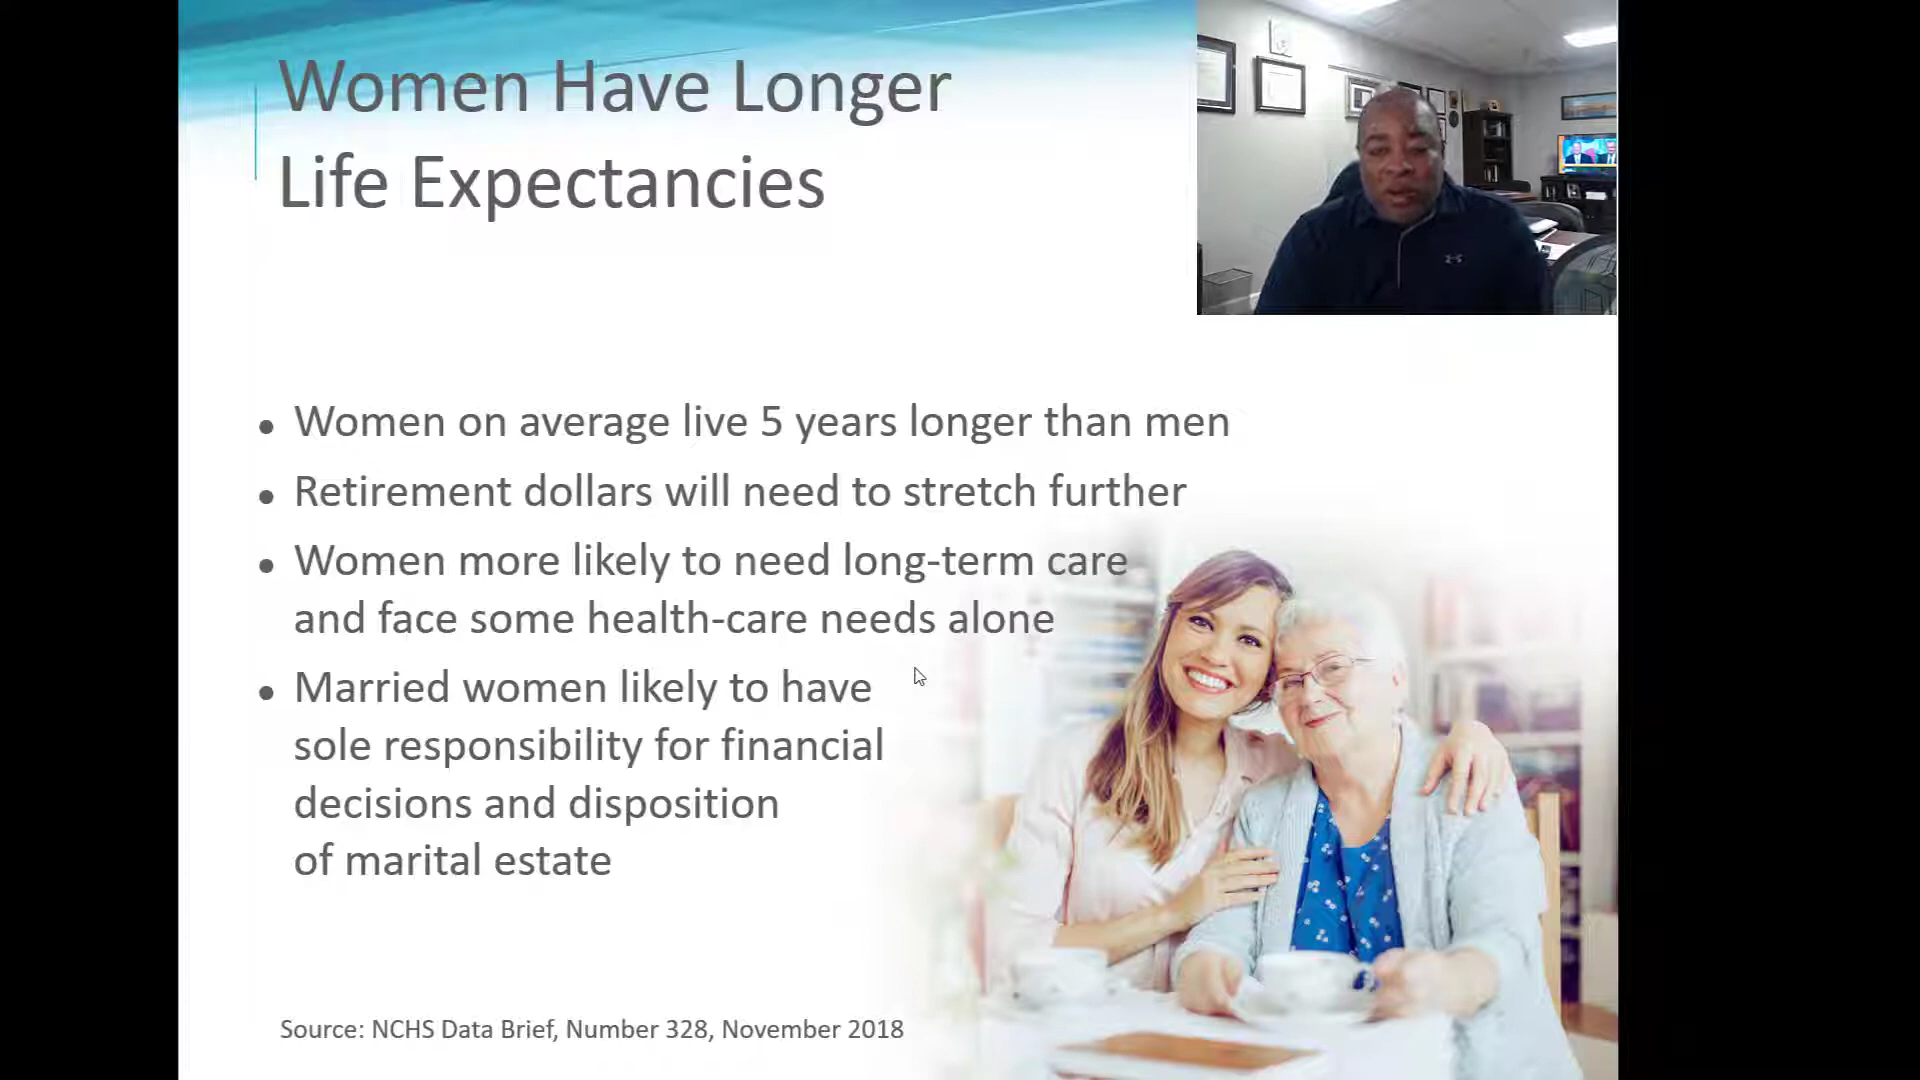 Women Have Longer
Life Expectancies
• Women on average live 5 years longer than men
• Retirement dollars will need to stretch further
• Women more likely to need long-term care
and face some health-care needs alone
• Married women likely to have
sole responsibility for financial
decisions and disposition
of marital estate
Source: NCHS Data Brief, Number 328, November 2018